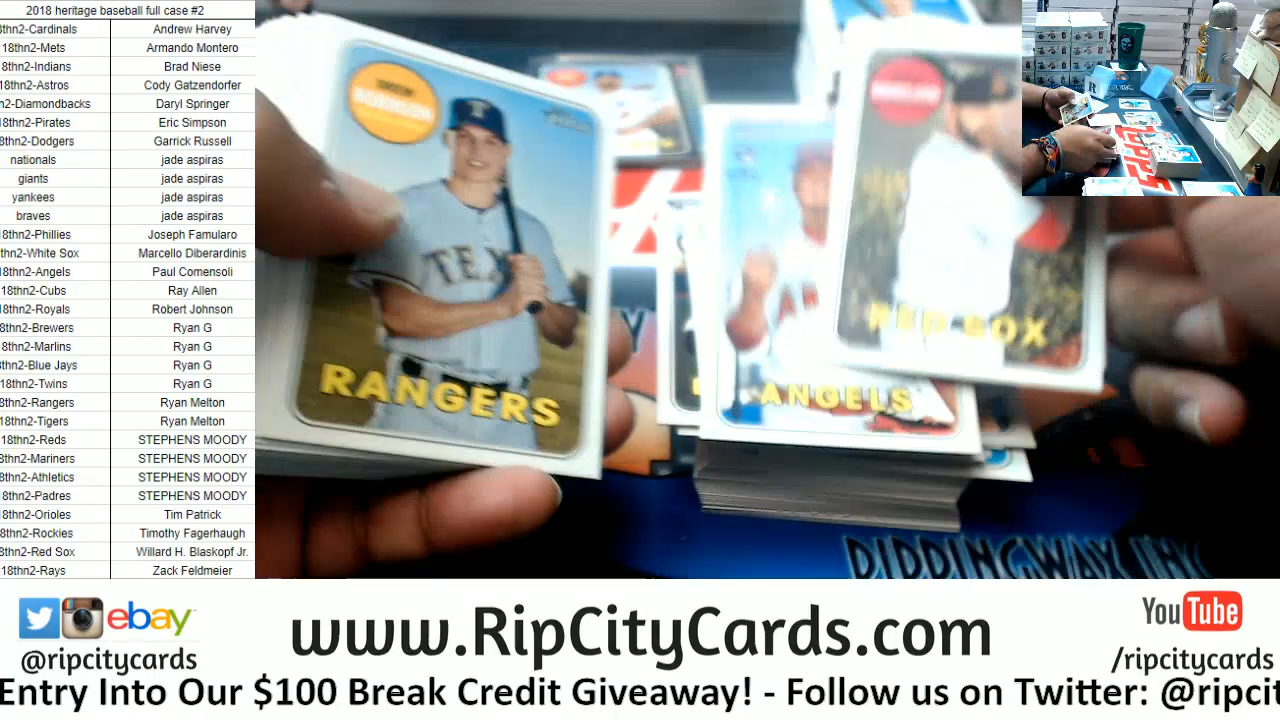 2018 heritage baseball full case #2
8thn2-Cardinals Andrew Harvey
18thn2-Mets Armando Montero
8thn2-Indians Brad Niese
18thn2-Astros Cody Gatzendorfer
n2-Diamondbacks Daryl Springer
8thn2-Pirates Eric Simpson
8thn2-Dodgers Garrick Russell
nationals jade aspiras
giants jade aspiras
yankees jade aspiras
braves jade aspiras
18thn2-Phillies Joseph Famularo
thn2-White Sox Marcello Diberardinis
18thn2-Angels Paul Comensoli
18thn2-Cubs Ray Allen
18thn2-Royals Robert Johnson
8thn2-Brewers Ryan G
18thn2-Marlins Ryan G
8thn2-Blue Jays Ryan G
18thn2-Twins Ryan G
8thn2-Rangers Ryan Melton
18thn2-Tigers Ryan Melton
18thn2-Reds STEPHENS MOODY
8thn2-Mariners STEPHENS MOODY
8thn2-Athletics STEPHENS MOODY
8thn2-Padres STEPHENS MOODY
18thn2-Orioles Tim Patrick
8thn2-Rockies Timothy Fagerhaugh
8thn2-Red Sox Willard H. Blaskopf Jr.
18thn2-Rays Zack Feldmeier
TEX
RANGERS
ANGELS
RED SOX
TOPPS
RIPPINGWAX INC
ebay
@ripcitycards
www.RipCityCards.com
YouTube
/ripcitycards
Entry Into Our $100 Break Credit Giveaway! - Follow us on Twitter: @ripcit